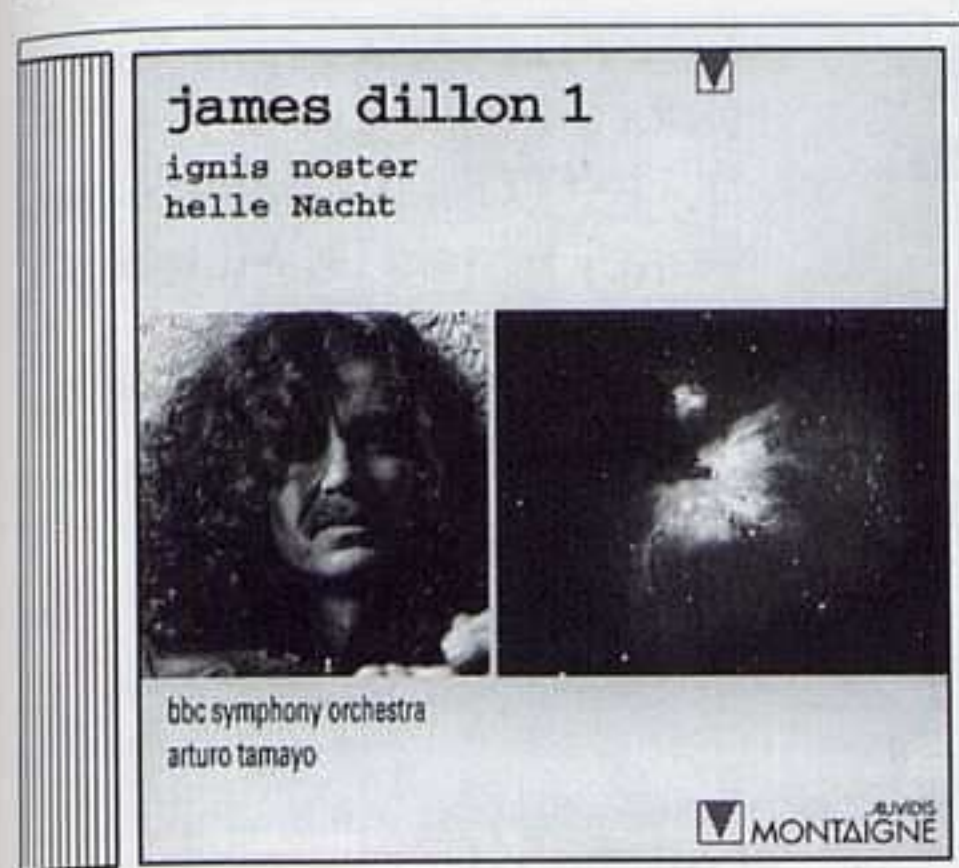 james dillon 1
ignis noster
helle Nacht
bbc symphony orchestra
arturo tamayo
AUVIDIS
MONTAIGNE